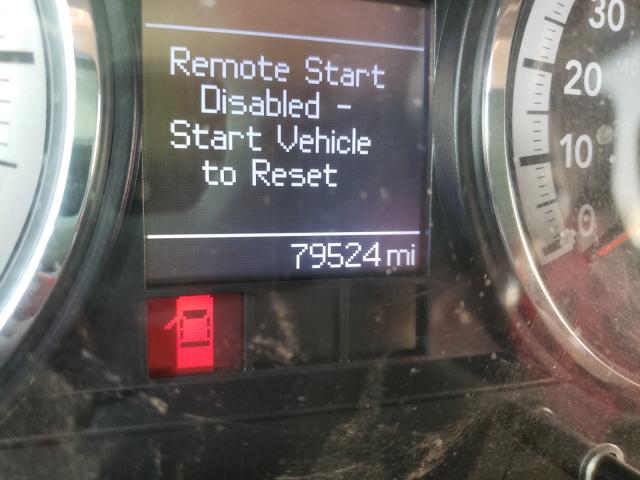 Remote Start
Disabled -
Start Vehicle
to Reset
79524 mi
30
20
10
0